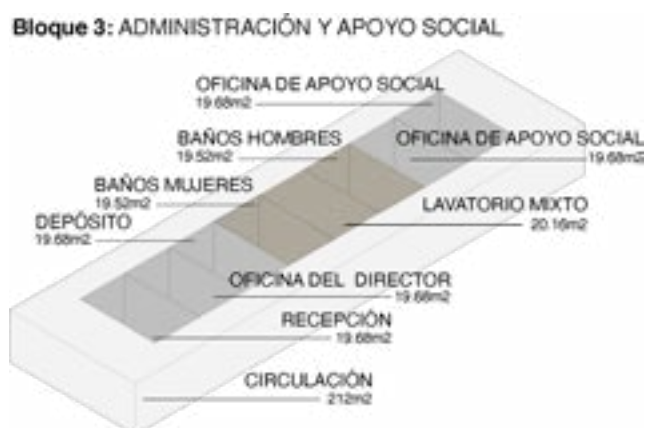 Bloque 3: ADMINISTRACIÓN Y APOYO SOCIAL
OFICINA DE APOYO SOCIAL
19.68m2
BAÑOS HOMBRES
19.52m2
OFICINA DE APOYO SOCIAL
19.68m2
BAÑOS MUJERES
19.52m2
LAVATORIO MIXTO
20.16m2
DEPÓSITO
19.68m2
OFICINA DEL DIRECTOR
19.68m2
RECEPCIÓN
19.68m2
CIRCULACIÓN
212m2